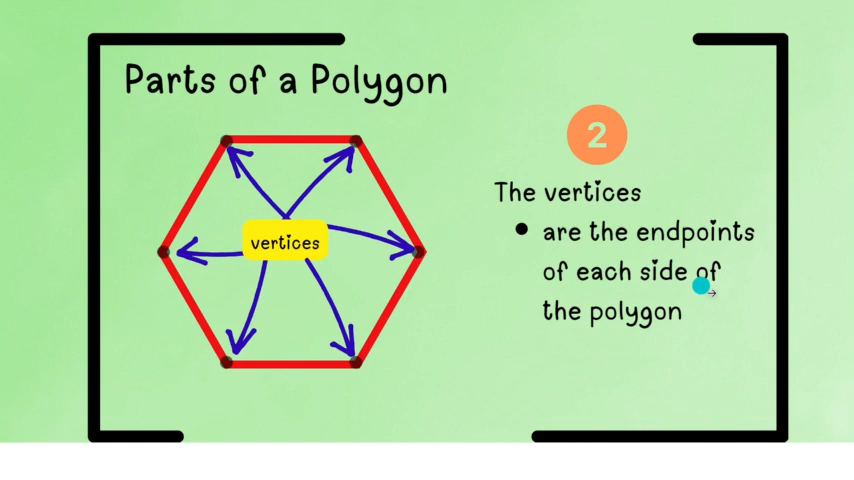 Parts of a Polygon
2
The vertices
vertices
are the endpoints
of each side of
the polygon